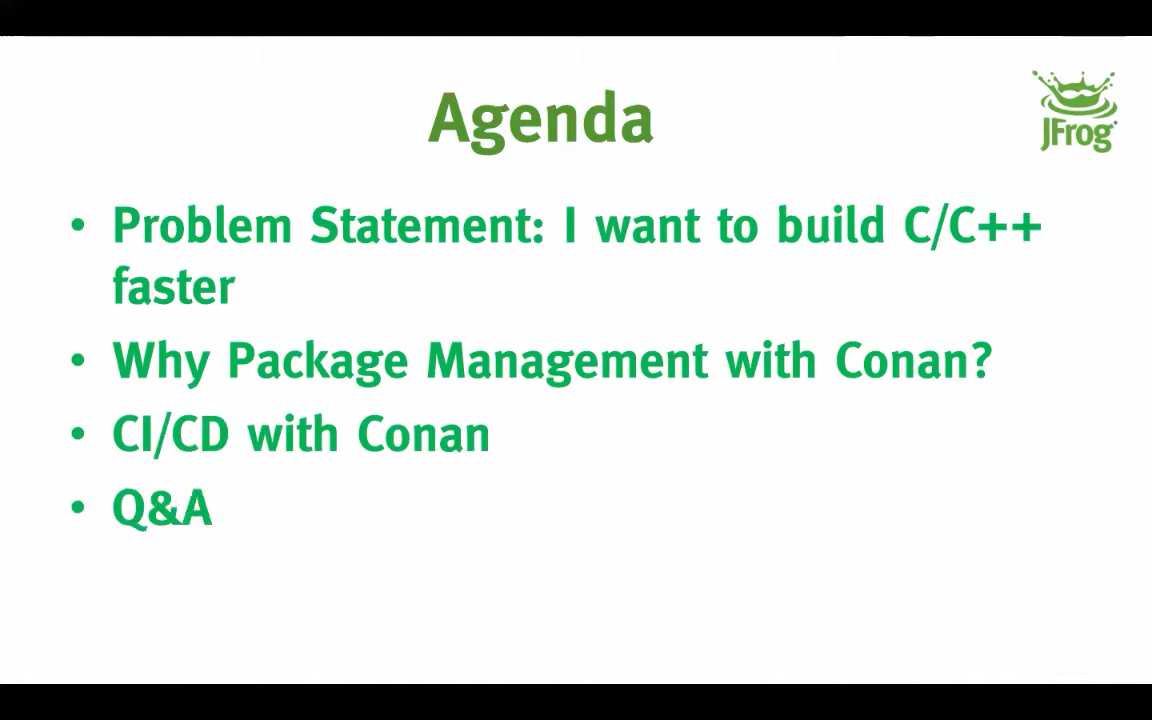 Agenda
JFrog
• Problem Statement: I want to build C/C++
faster
• Why Package Management with Conan?
• CI/CD with Conan
• Q&A